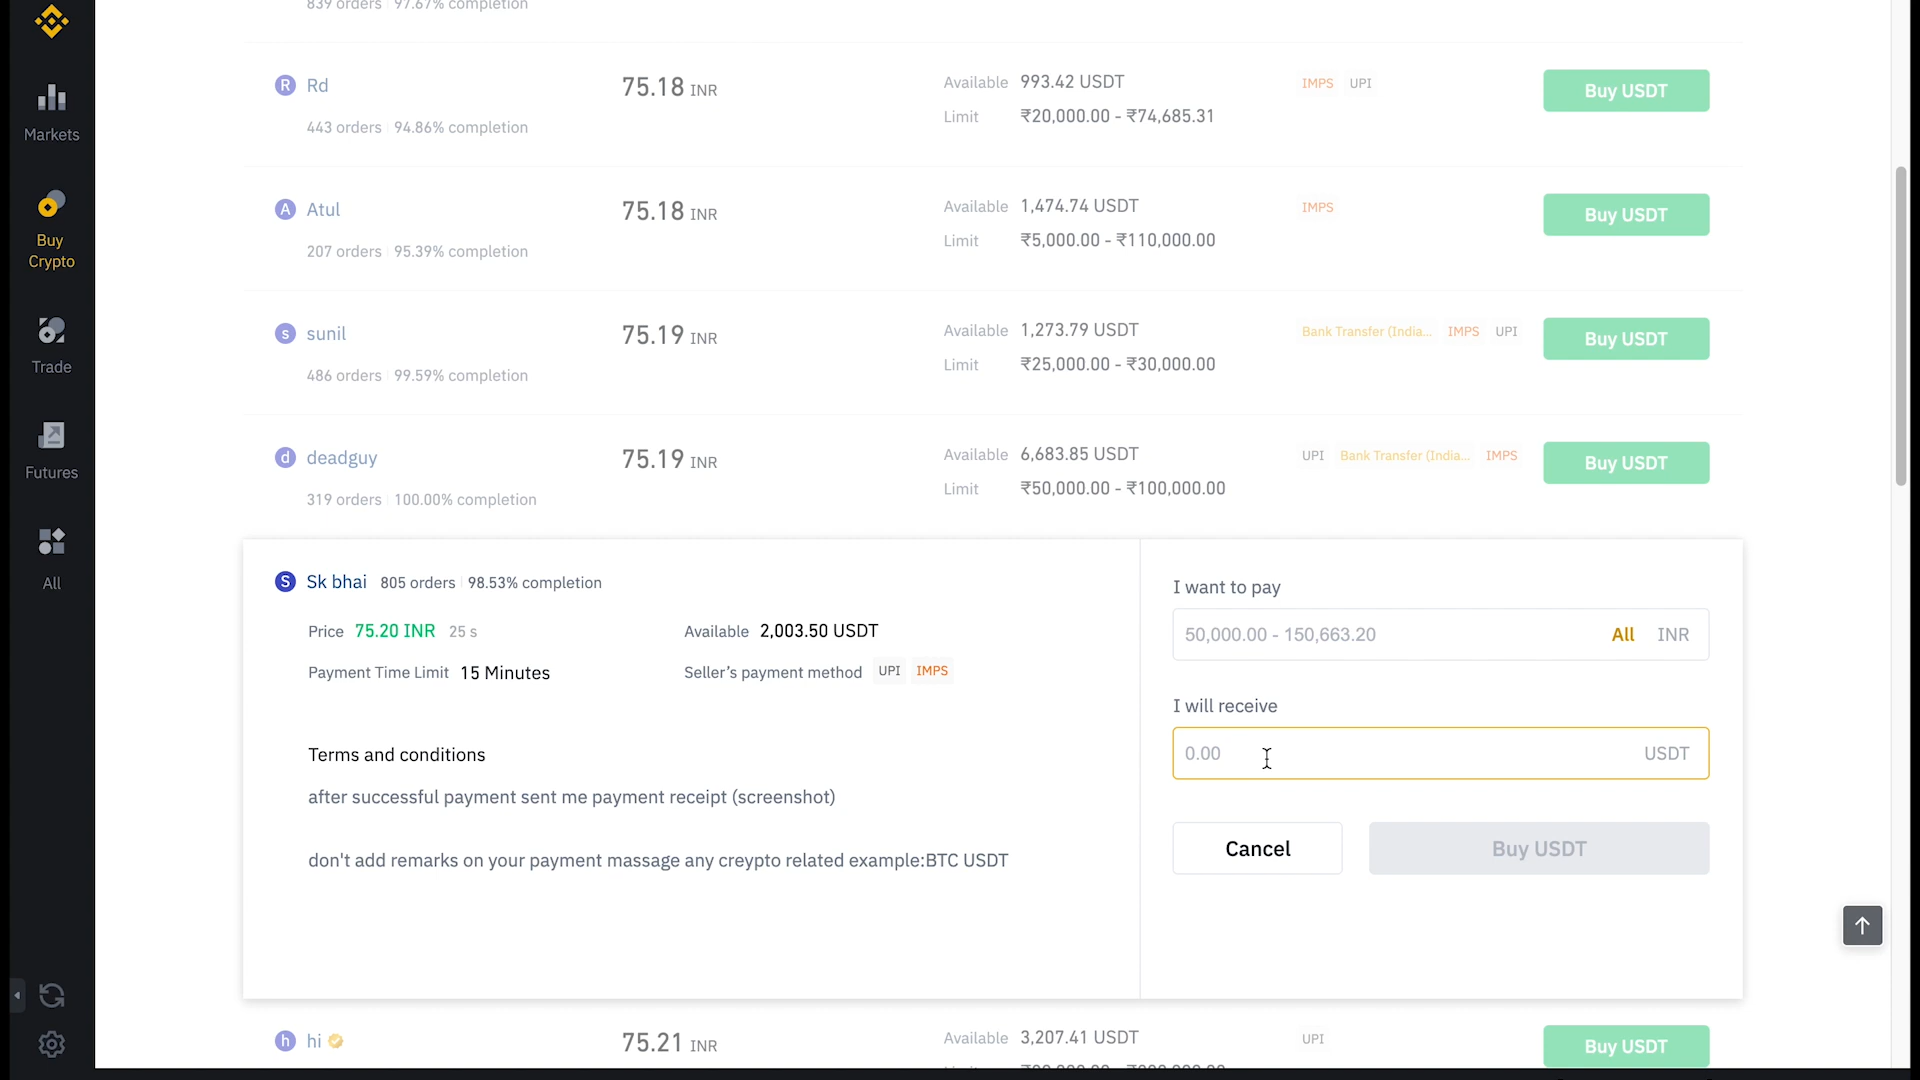 839 orders 97.67% completion
R Rd 75.18 INR Available 993.42 USDT IMPS UPI Buy USDT
443 orders 94.86% completion Limit ₹20,000.00 - ₹74,685.31
Markets
A Atul 75.18 INR Available 1,474.74 USDT IMPS Buy USDT
207 orders 95.39% completion Limit ₹5,000.00 - ₹110,000.00
Buy
Crypto
s sunil 75.19 INR Available 1,273.79 USDT Bank Transfer (India... IMPS UPI Buy USDT
486 orders 99.59% completion Limit ₹25,000.00 - ₹30,000.00
Trade
d deadguy 75.19 INR Available 6,683.85 USDT UPI Bank Transfer (India... IMPS Buy USDT
319 orders 100.00% completion Limit ₹50,000.00 - ₹100,000.00
Futures
All
S Sk bhai 805 orders 98.53% completion
Price 75.20 INR 25 s Available 2,003.50 USDT
Payment Time Limit 15 Minutes Seller's payment method UPI IMPS
Terms and conditions
after successful payment sent me payment receipt (screenshot)
don't add remarks on your payment massage any creypto related example:BTC USDT
I want to pay
50,000.00 - 150,663.20 All INR
I will receive
0.00 USDT
Cancel Buy USDT
h hi 75.21 INR Available 3,207.41 USDT UPI Buy USDT